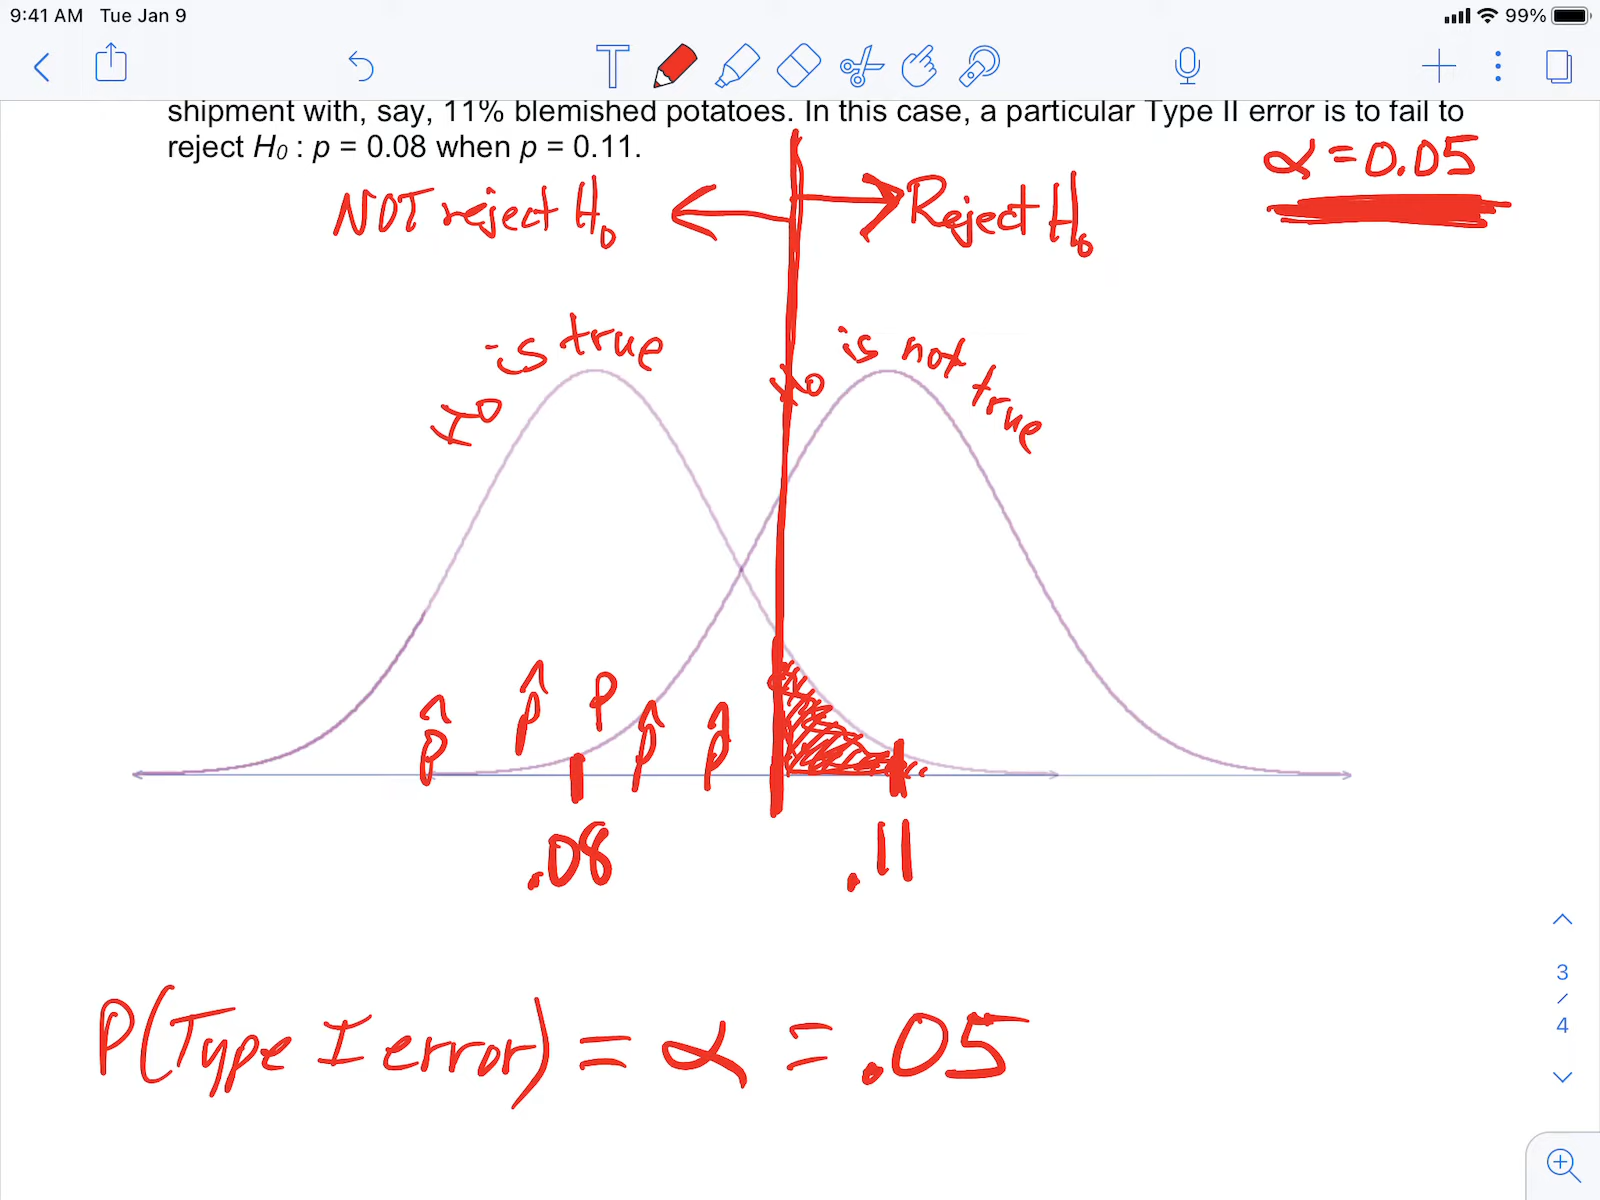 9:41 AM Tue Jan 9 99%
shipment with, say, 11% blemished potatoes. In this case, a particular Type II error is to fail to
reject H0 : p = 0.08 when p = 0.11.
α = 0.05
NOT reject H0 Reject H0
H0 is true H0 is not true
p̂ p̂ p p̂ p̂
.08 .11
3
/
4
P(Type I error) = α = .05